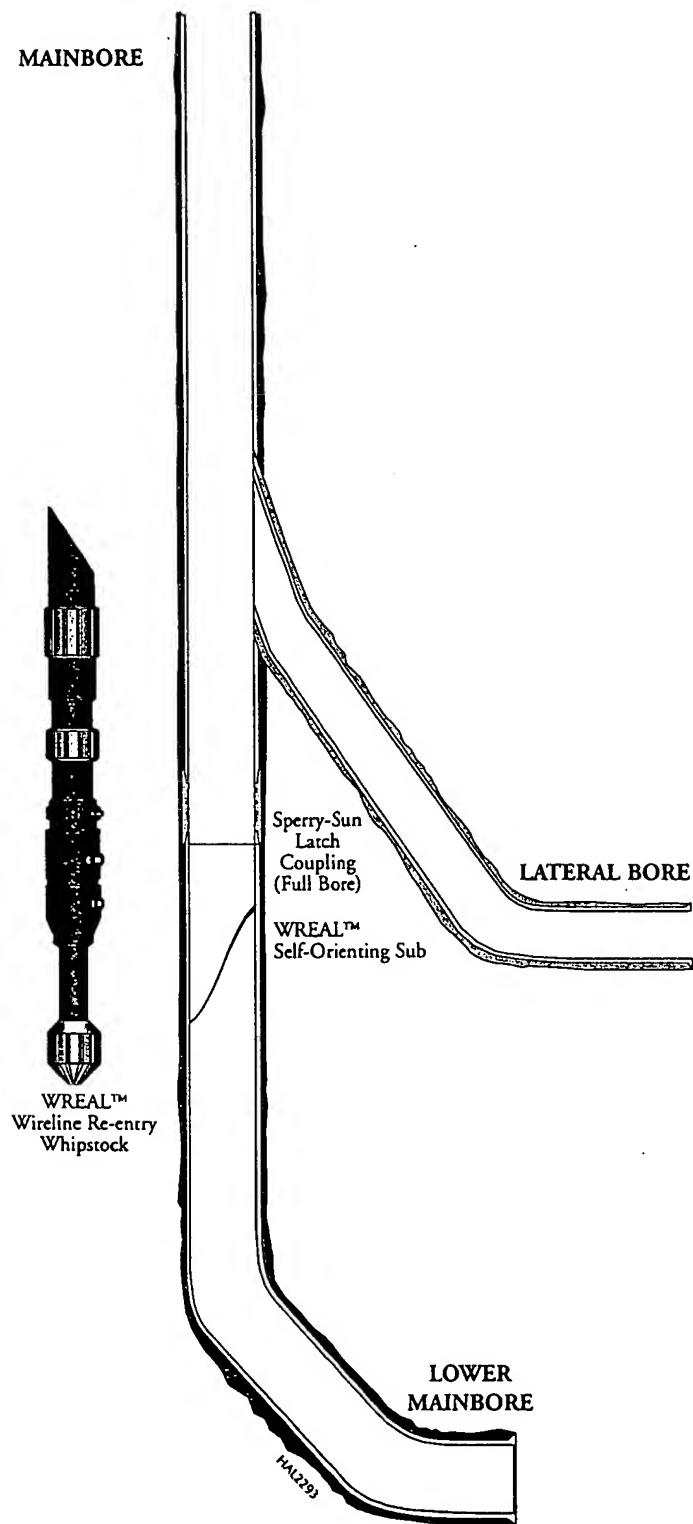 MAINBORE
Sperry-Sun
Latch
Coupling
(Full Bore)
LATERAL BORE
WREAL™
Self-Orienting Sub
WREAL™
Wireline Re-entry
Whipstock
LOWER
MAINBORE
HAL2293